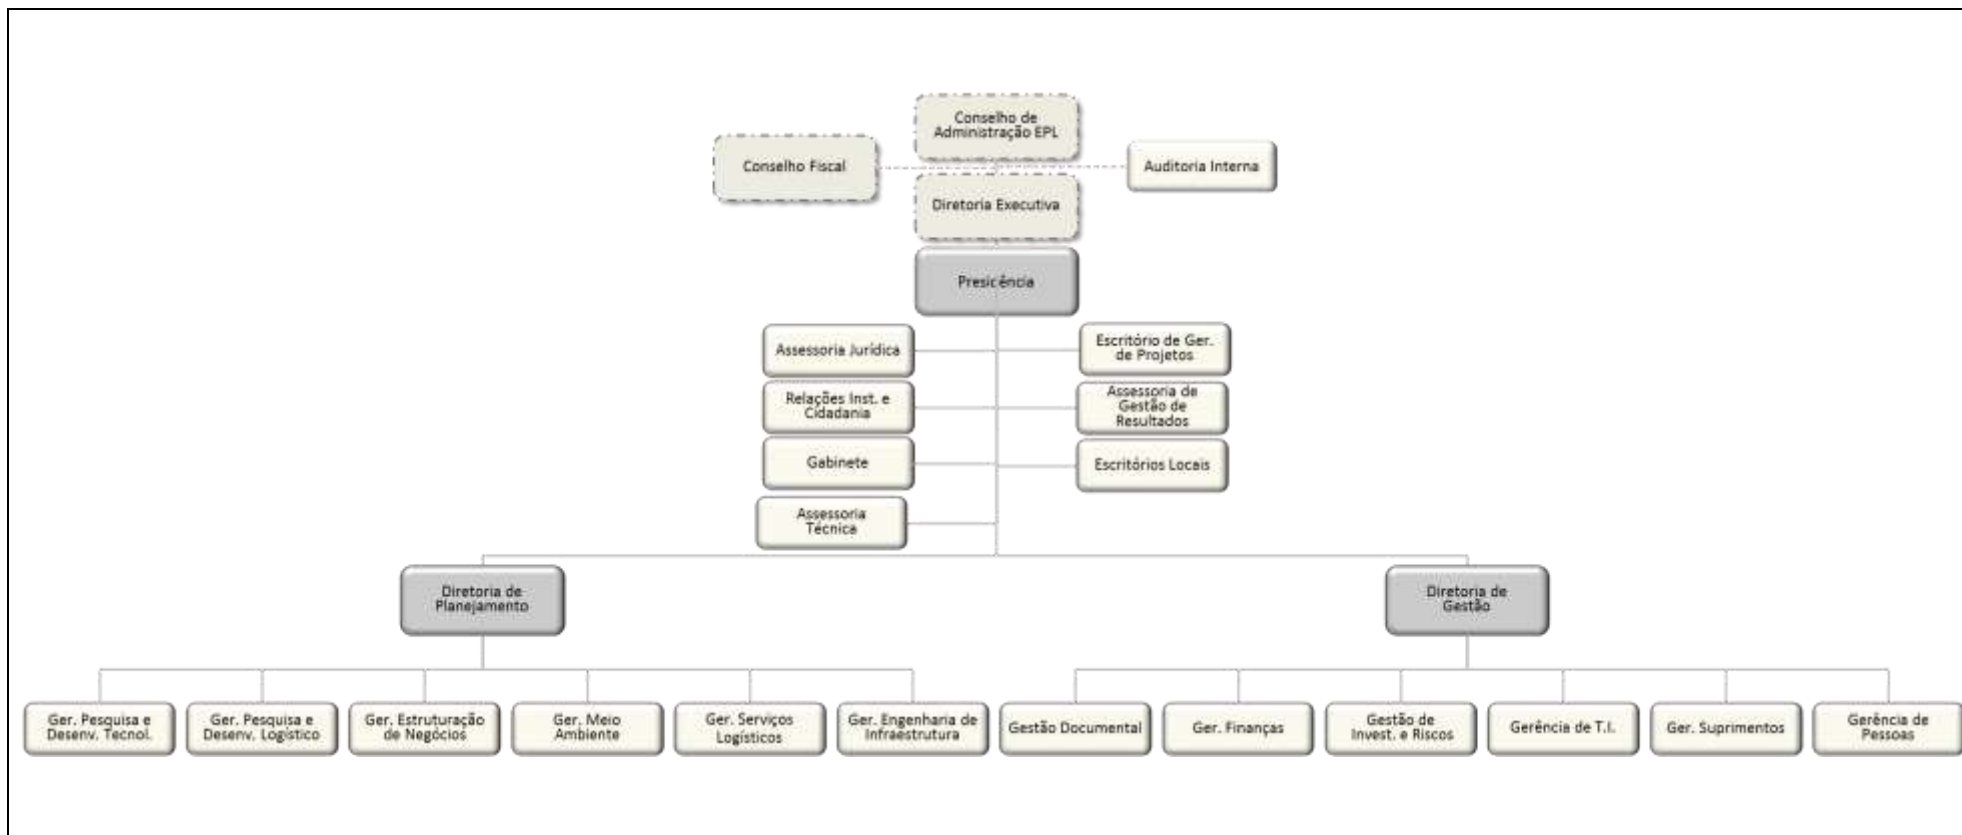 Conselho de
Administração EPL
Conselho Fiscal
Auditoria Interna
Diretoria Executiva
Presidência
Assessoria Jurídica
Escritório de Ger.
de Projetos
Relações Inst. e
Cidadania
Assessoria de
Gestão de
Resultados
Gabinete
Escritórios Locais
Assessoria
Técnica
Diretoria de
Planejamento
Diretoria de
Gestão
Ger. Pesquisa e
Desenv. Tecnol.
Ger. Pesquisa e
Desenv. Logístico
Ger. Estruturação
de Negócios
Ger. Meio
Ambiente
Ger. Serviços
Logísticos
Ger. Engenharia de
Infraestrutura
Gestão Documental
Ger. Finanças
Gestão de
Invest. e Riscos
Gerência de T.I.
Ger. Suprimentos
Gerência de
Pessoas